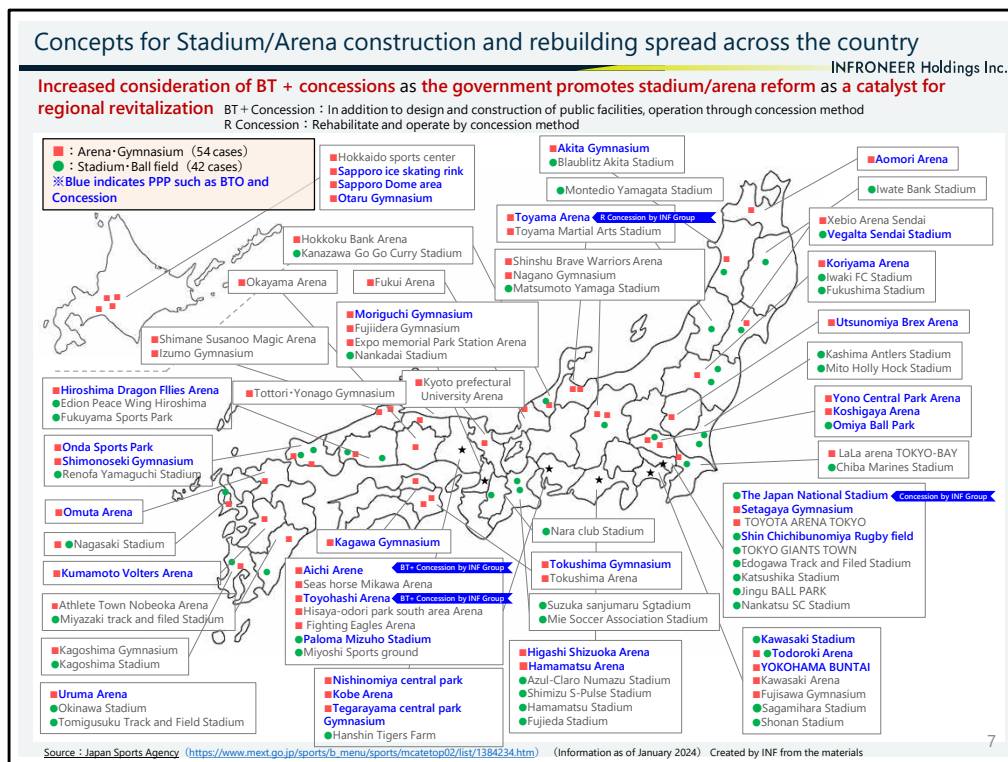 Concepts for Stadium/Arena construction and rebuilding spread across the country
INFRONEER Holdings Inc.
Increased consideration of BT + concessions as the government promotes stadium/arena reform as a catalyst for
regional revitalization BT+Concession：In addition to design and construction of public facilities, operation through concession method
R Concession：Rehabilitate and operate by concession method
■：Arena・Gymnasium (54 cases)
●：Stadium・Ball field (42 cases)
※Blue indicates PPP such as BTO and
Concession
■Hokkaido sports center
■Sapporo ice skating rink
■Sapporo Dome area
■Otaru Gymnasium
■Akita Gymnasium
●Blaublitz Akita Stadium
■Aomori Arena
●Montedio Yamagata Stadium
●Iwate Bank Stadium
■Toyama Arena R Concession by INF Group
■Toyama Martial Arts Stadium
■Xebio Arena Sendai
●Vegalta Sendai Stadium
■Hokkoku Bank Arena
●Kanazawa Go Go Curry Stadium
■Shinshu Brave Warriors Arena
■Nagano Gymnasium
●Matsumoto Yamaga Stadium
■Koriyama Arena
●Iwaki FC Stadium
●Fukushima Stadium
■Okayama Arena
■Fukui Arena
■Moriguchi Gymnasium
■Fujiidera Gymnasium
■Expo memorial Park Station Arena
●Nankadai Stadium
■Utsunomiya Brex Arena
■Shimane Susanoo Magic Arena
■Izumo Gymnasium
●Kashima Antlers Stadium
●Mito Holly Hock Stadium
■Hiroshima Dragon Fllies Arena
●Edion Peace Wing Hiroshima
●Fukuyama Sports Park
■Tottori・Yonago Gymnasium
■Kyoto prefectural
University Arena
■Yono Central Park Arena
■Koshigaya Arena
●Omiya Ball Park
■Onda Sports Park
■Shimonoseki Gymnasium
●Renofa Yamaguchi Stadium
■LaLa arena TOKYO-BAY
●Chiba Marines Stadium
■Omuta Arena
■●Nagasaki Stadium
■Kumamoto Volters Arena
■Athlete Town Nobeoka Arena
●Miyazaki track and filed Stadium
■Kagoshima Gymnasium
●Kagoshima Stadium
■Uruma Arena
●Okinawa Stadium
●Tomigusuku Track and Field Stadium
■Kagawa Gymnasium
■Aichi Arene BT+ Concession by INF Group
■Seas horse Mikawa Arena
■Toyohashi Arena BT+ Concession by INF Group
■Hisaya-odori park south area Arena
■Fighting Eagles Arena
●Paloma Mizuho Stadium
●Miyoshi Sports ground
■Nishinomiya central park
■Kobe Arena
■Tegarayama central park
Gymnasium
●Hanshin Tigers Farm
●Nara club Stadium
■Tokushima Gymnasium
■Tokushima Arena
●Suzuka sanjumaru Sgtadium
●Mie Soccer Association Stadium
■Higashi Shizuoka Arena
■Hamamatsu Arena
●Azul-Claro Numazu Stadium
●Shimizu S-Pulse Stadium
●Hamamatsu Stadium
●Fujieda Stadium
●The Japan National Stadium Concession by INF Group
■Setagaya Gymnasium
■TOYOTA ARENA TOKYO
●Shin Chichibunomiya Rugby field
●TOKYO GIANTS TOWN
●Edogawa Track and Filed Stadium
●Katsushika Stadium
●Jingu BALL PARK
●Nankatsu SC Stadium
●Kawasaki Stadium
■●Todoroki Arena
■YOKOHAMA BUNTAI
■Kawasaki Arena
■Fujisawa Gymnasium
●Sagamihara Stadium
●Shonan Stadium
Source：Japan Sports Agency (https://www.mext.go.jp/sports/b_menu/sports/mcatetop02/list/1384234.htm) (Information as of January 2024) Created by INF from the materials
7